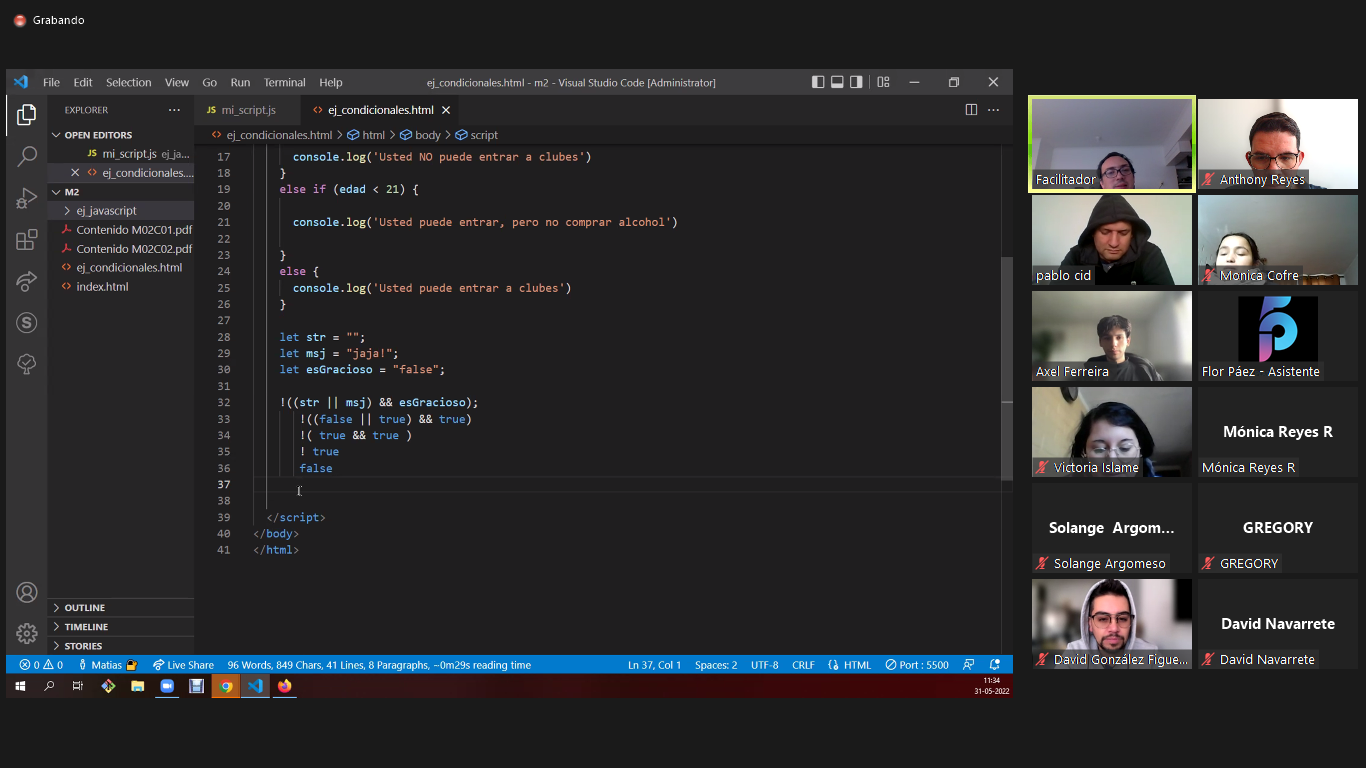 Grabando
File Edit Selection View Go Run Terminal Help
ej_condicionales.html - m2 - Visual Studio Code [Administrator]
EXPLORER
OPEN EDITORS
JS mi_script.js ej_ja...
ej_condicionales....
M2
ej_javascript
Contenido M02C01.pdf
Contenido M02C02.pdf
ej_condicionales.html
index.html
OUTLINE
TIMELINE
STORIES
JS mi_script.js
ej_condicionales.html
ej_condicionales.html > html > body > script
17 console.log('Usted NO puede entrar a clubes')
18 }
19 else if (edad < 21) {
20
21 console.log('Usted puede entrar, pero no comprar alcohol')
22
23 }
24 else {
25 console.log('Usted puede entrar a clubes')
26 }
27
28 let str = "";
29 let msj = "jaja!";
30 let esGracioso = "false";
31
32 !((str || msj) && esGracioso);
33 !((false || true) && true)
34 !( true && true )
35 ! true
36 false
37
38
39 </script>
40 </body>
41 </html>
0 0 Matias Live Share 96 Words, 849 Chars, 41 Lines, 8 Paragraphs, ~0m29s reading time Ln 37, Col 1 Spaces: 2 UTF-8 CRLF HTML Port : 5500
11:34
31-05-2022
Facilitador
Anthony Reyes
pablo cid
Monica Cofre
Axel Ferreira
Flor Páez - Asistente
Victoria Islame
Mónica Reyes R
Mónica Reyes R
Solange Argom...
Solange Argomeso
GREGORY
GREGORY
David González Figue...
David Navarrete
David Navarrete